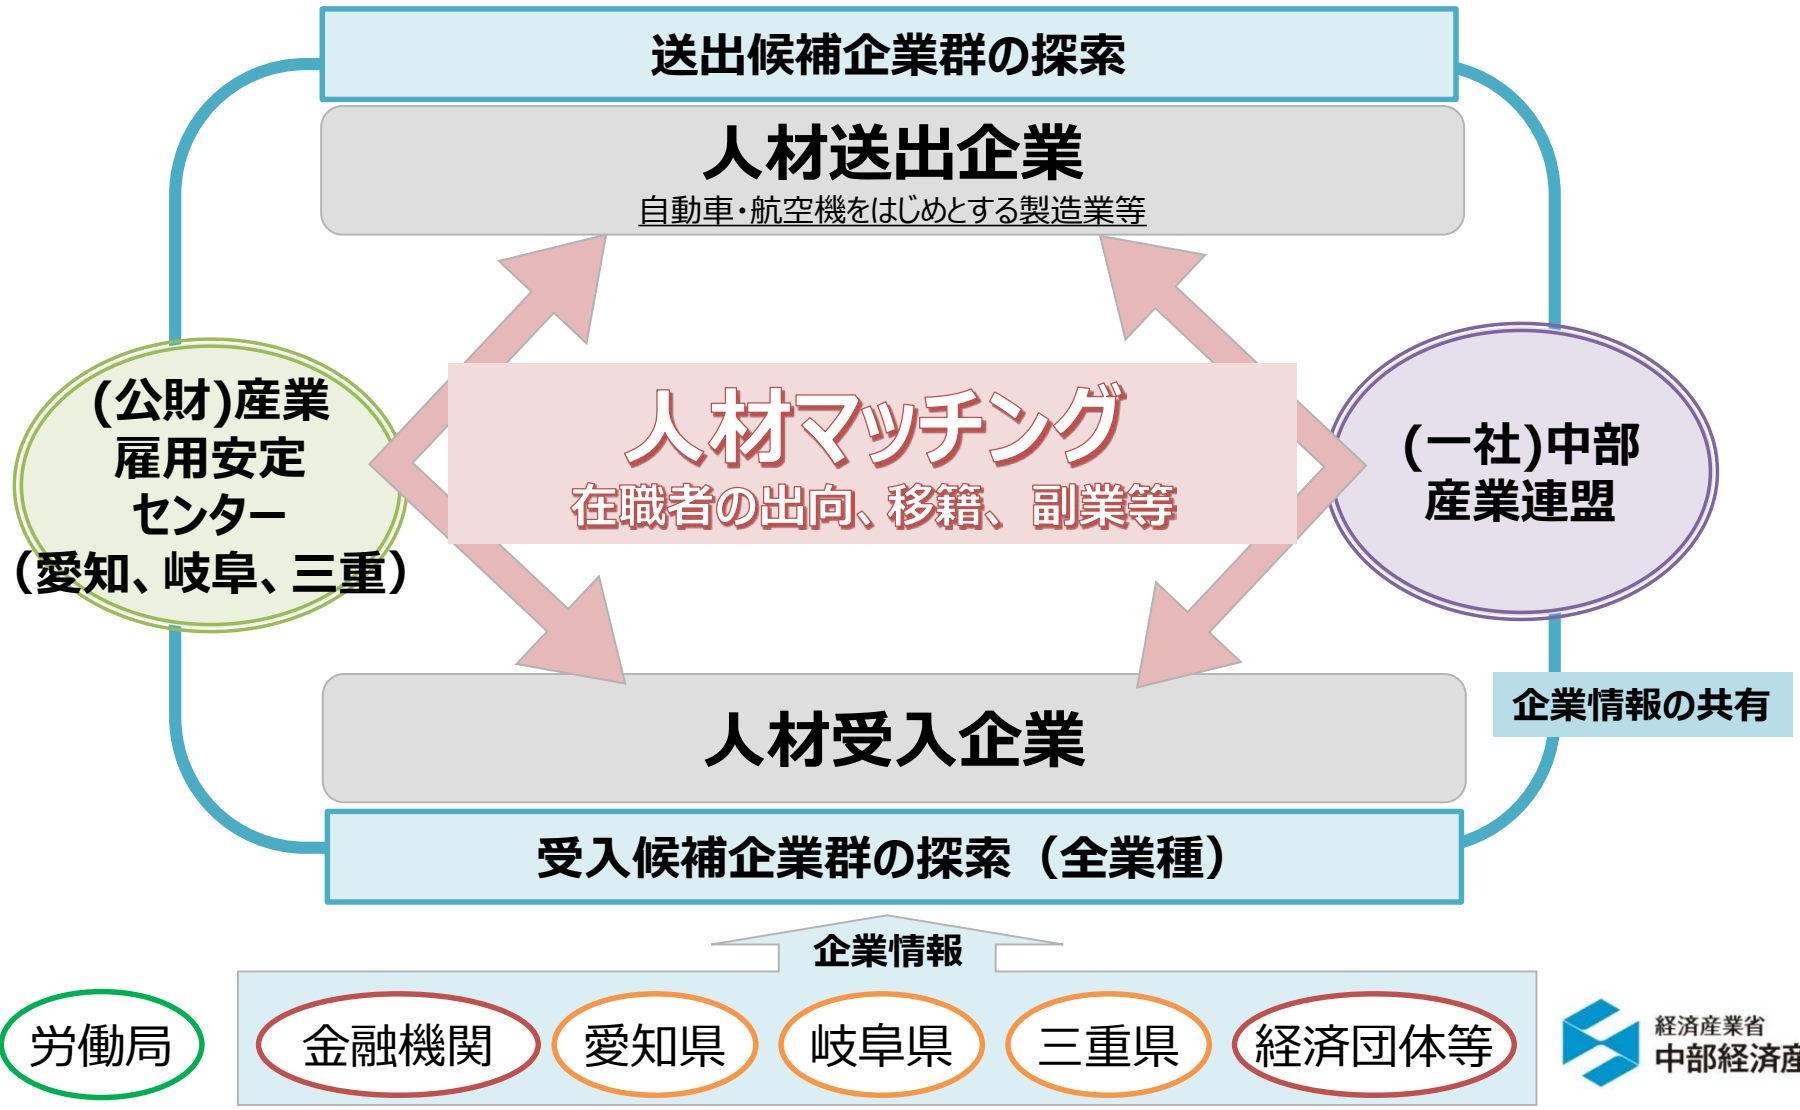 送出候補企業群の探索
人材送出企業
自動車・航空機をはじめとする製造業等
(公財)産業
雇用安定
センター
（愛知、岐阜、三重）
人材マッチング
在職者の出向、移籍、副業等
(一社)中部
産業連盟
人材受入企業
企業情報の共有
受入候補企業群の探索（全業種）
企業情報
労働局
金融機関
愛知県
岐阜県
三重県
経済団体等
経済産業省
中部経済産